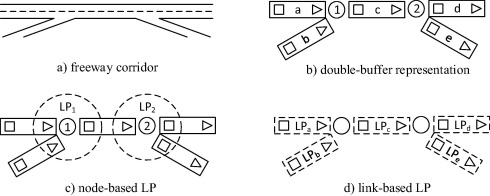 a 1 c 2 d
b e
a) freeway corridor
b) double-buffer representation
LP1 LP2
1 2
LPa LPc LPd
LPb LPe
c) node-based LP
d) link-based LP